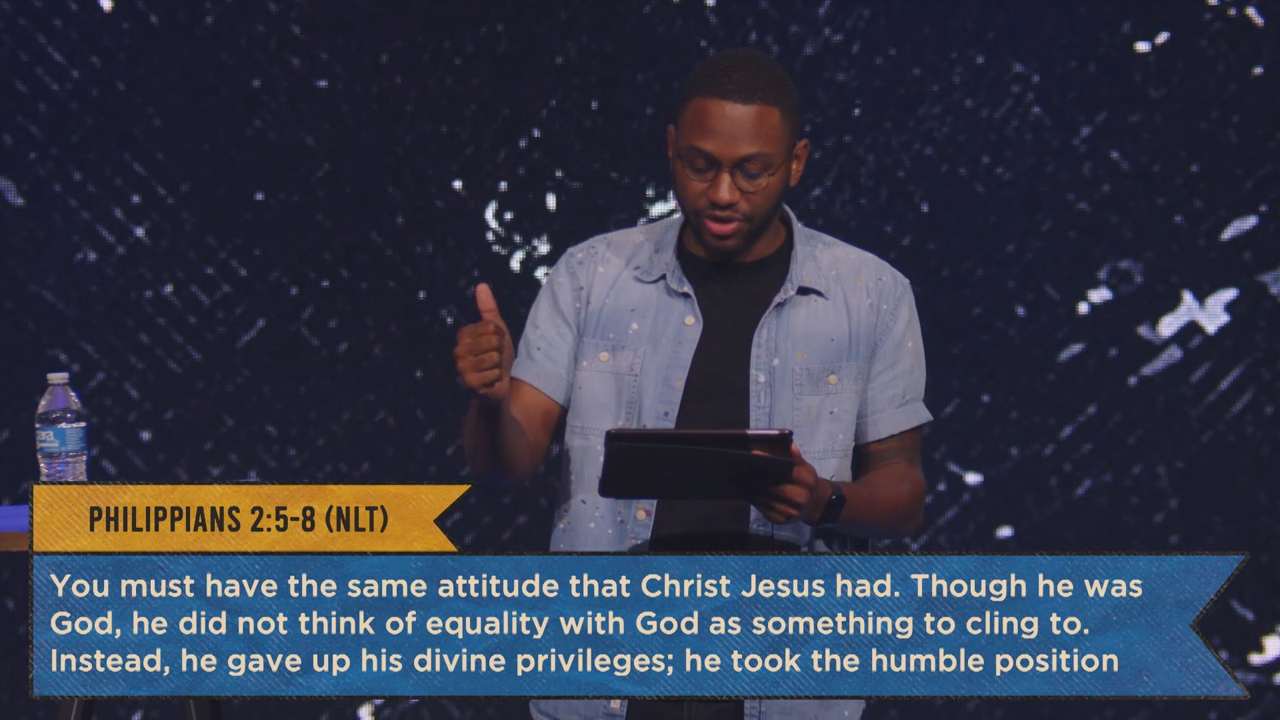 PHILIPPIANS 2:5-8 (NLT)
You must have the same attitude that Christ Jesus had. Though he was
God, he did not think of equality with God as something to cling to.
Instead, he gave up his divine privileges; he took the humble position